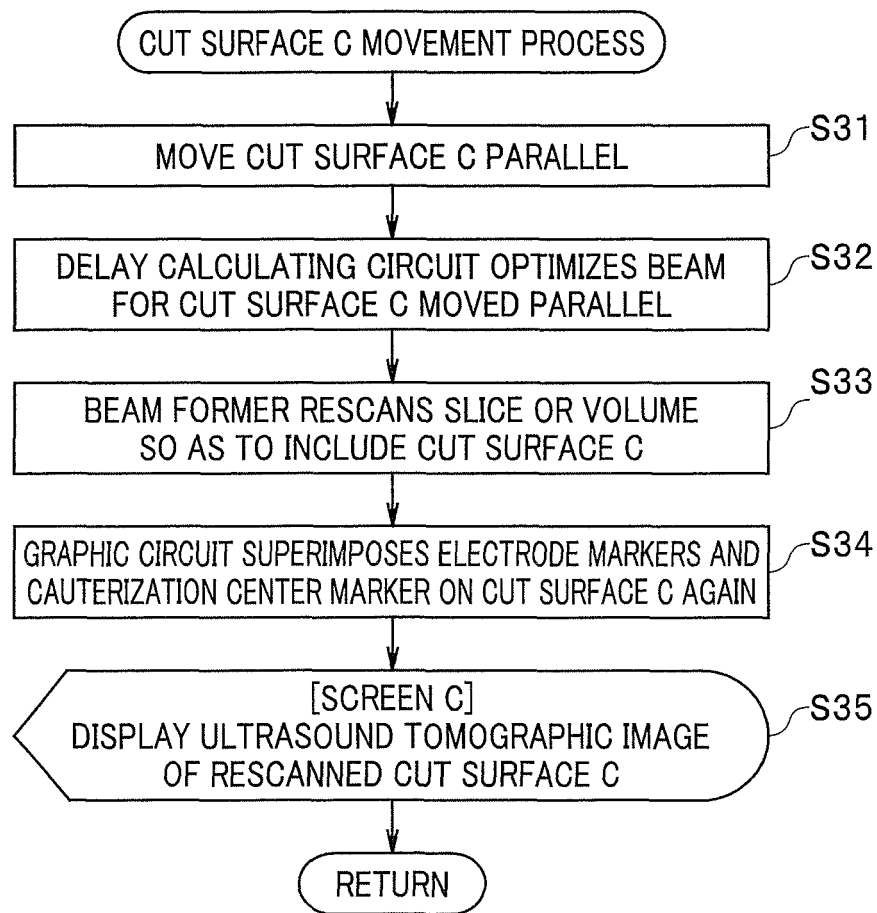 CUT SURFACE C MOVEMENT PROCESS
S31
MOVE CUT SURFACE C PARALLEL
S32
DELAY CALCULATING CIRCUIT OPTIMIZES BEAM
FOR CUT SURFACE C MOVED PARALLEL
S33
BEAM FORMER RESCANS SLICE OR VOLUME
SO AS TO INCLUDE CUT SURFACE C
S34
GRAPHIC CIRCUIT SUPERIMPOSES ELECTRODE MARKERS AND
CAUTERIZATION CENTER MARKER ON CUT SURFACE C AGAIN
[SCREEN C]
S35
DISPLAY ULTRASOUND TOMOGRAPHIC IMAGE
OF RESCANNED CUT SURFACE C
RETURN